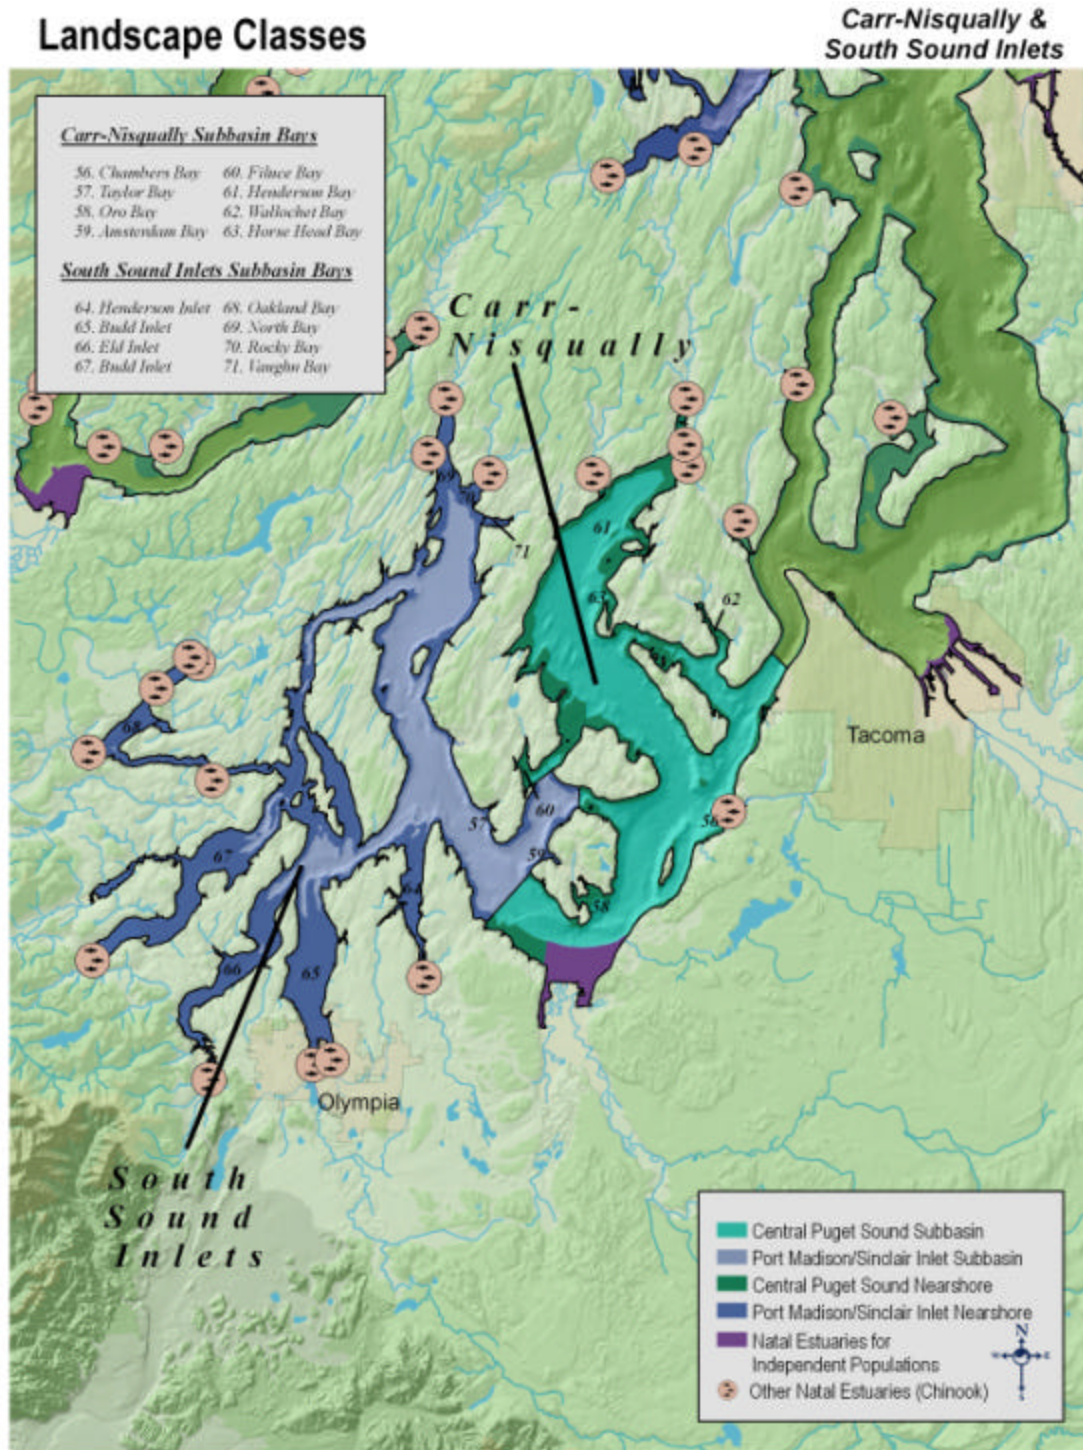 Landscape Classes
Carr-Nisqually &
South Sound Inlets
Carr-Nisqually Subbasin Bays
56. Chambers Bay 60. Filuce Bay
57. Taylor Bay 61. Henderson Bay
58. Oro Bay 62. Wallochet Bay
59. Amsterdam Bay 63. Horse Head Bay
South Sound Inlets Subbasin Bays
64. Henderson Inlet 68. Oakland Bay
65. Budd Inlet 69. North Bay
66. Eld Inlet 70. Rocky Bay
67. Budd Inlet 71. Vaughn Bay
Carr-
Nisqually
69
70
71
61
63
62
68
Tacoma
60
57
56
59
67
64
58
66
65
Olympia
South
Sound
Inlets
Central Puget Sound Subbasin
Port Madison/Sinclair Inlet Subbasin
Central Puget Sound Nearshore
Port Madison/Sinclair Inlet Nearshore
Natal Estuaries for
Independent Populations
Other Natal Estuaries (Chinook)
N
W E
S